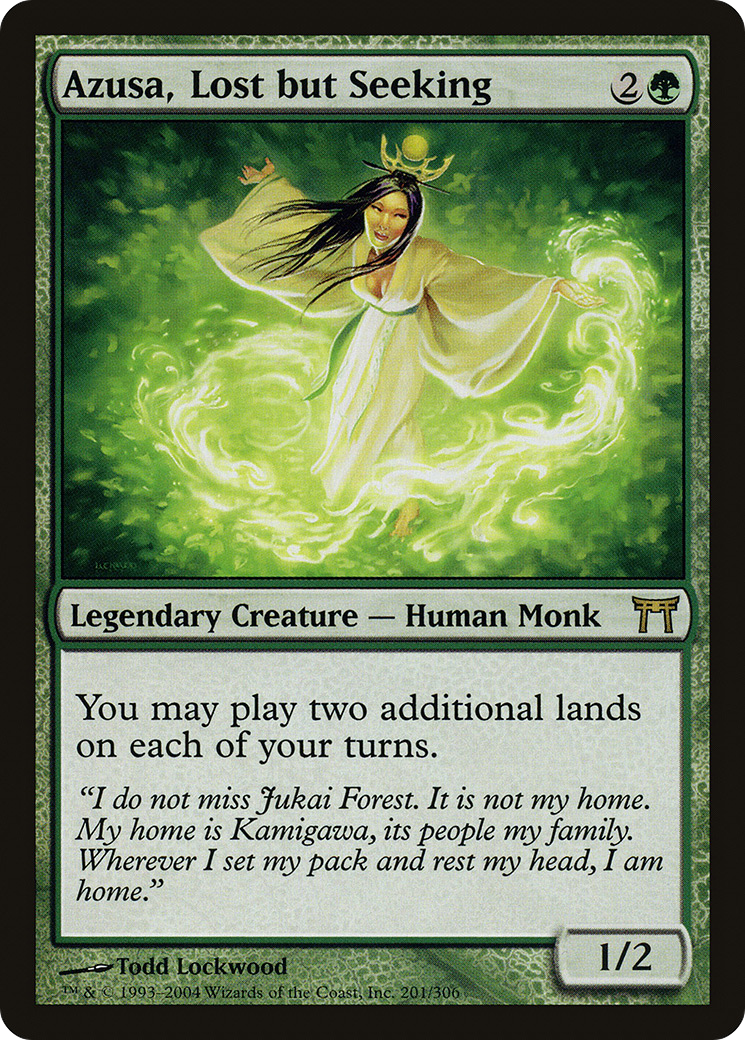 Azusa, Lost but Seeking 2
Legendary Creature — Human Monk
You may play two additional lands
on each of your turns.
“I do not miss Jukai Forest. It is not my home.
My home is Kamigawa, its people my family.
Wherever I set my pack and rest my head, I am
home.”
1/2
Todd Lockwood
™ & © 1993–2004 Wizards of the Coast, Inc. 201/306